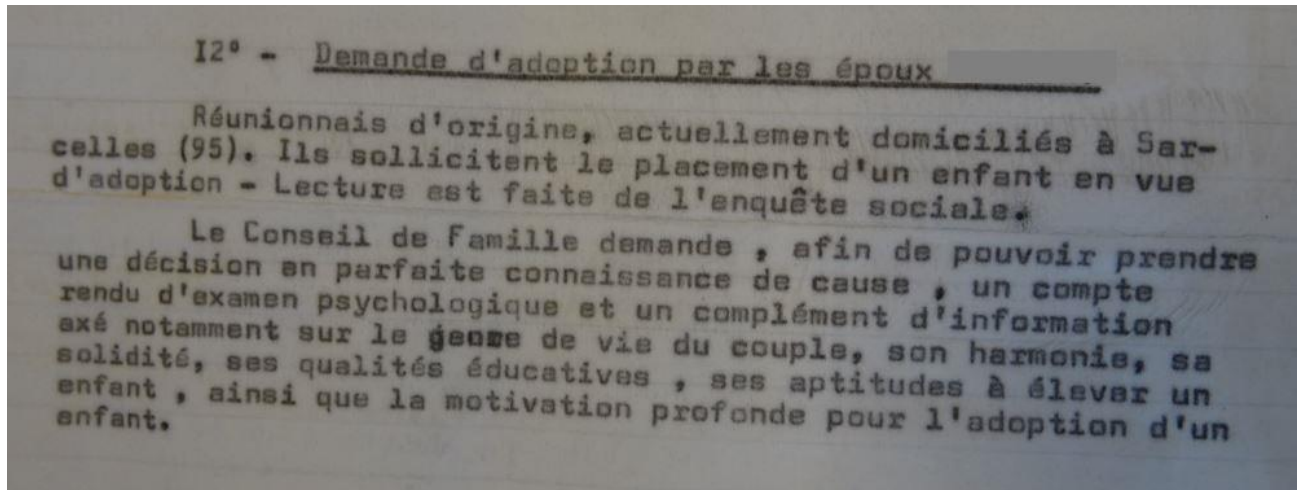 I2° - Demande d'adoption par les époux
Réunionnais d'origine, actuellement domiciliés à Sar-
celles (95). Ils sollicitent le placement d'un enfant en vue
d'adoption - Lecture est faite de l'enquête sociale.
Le Conseil de Famille demande , afin de pouvoir prendre
une décision en parfaite connaissance de cause , un compte
rendu d'examen psychologique et un complément d'information
axé notamment sur le genre de vie du couple, son harmonie, sa
solidité, ses qualités éducatives , ses aptitudes à élever un
enfant , ainsi que la motivation profonde pour l'adoption d'un
enfant.